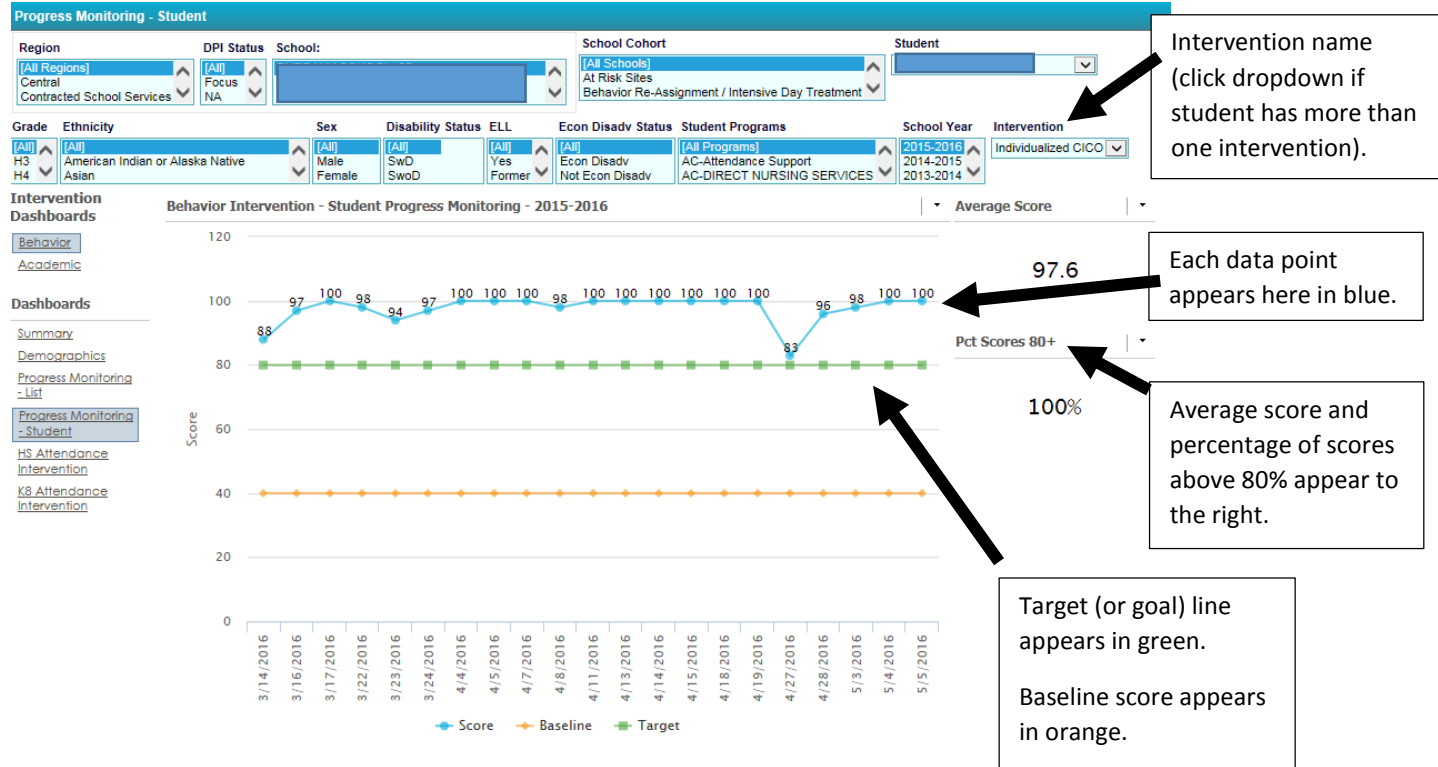 Progress Monitoring - Student
Region
[All Regions]
Central
Contracted School Services
DPI Status
[All]
Focus
NA
School:
School Cohort
[All Schools]
At Risk Sites
Behavior Re-Assignment / Intensive Day Treatment
Student
Grade
[All]
H3
H4
Ethnicity
[All]
American Indian or Alaska Native
Asian
Sex
[All]
Male
Female
Disability Status
[All]
SwD
SwoD
ELL
[All]
Yes
Former
Econ Disadv Status
[All]
Econ Disadv
Not Econ Disadv
Student Programs
[All Programs]
AC-Attendance Support
AC-DIRECT NURSING SERVICES
School Year
2015-2016
2014-2015
2013-2014
Intervention
Individualized CICO
Intervention name
(click dropdown if
student has more than
one intervention).
Intervention
Dashboards
Behavior
Academic
Dashboards
Summary
Demographics
Progress Monitoring
- List
Progress Monitoring
- Student
HS Attendance
Intervention
K8 Attendance
Intervention
Behavior Intervention - Student Progress Monitoring - 2015-2016
120
100
80
60
40
20
0
Score
88 97 100 98 94 97 100 100 100 98 100 100 100 100 100 100 83 96 98 100 100
3/14/2016
3/16/2016
3/17/2016
3/22/2016
3/23/2016
3/24/2016
4/4/2016
4/5/2016
4/7/2016
4/8/2016
4/11/2016
4/13/2016
4/14/2016
4/15/2016
4/18/2016
4/19/2016
4/27/2016
4/28/2016
5/3/2016
5/4/2016
5/5/2016
Score Baseline Target
Average Score
97.6
Pct Scores 80+
100%
Each data point
appears here in blue.
Average score and
percentage of scores
above 80% appear to
the right.
Target (or goal) line
appears in green.
Baseline score appears
in orange.